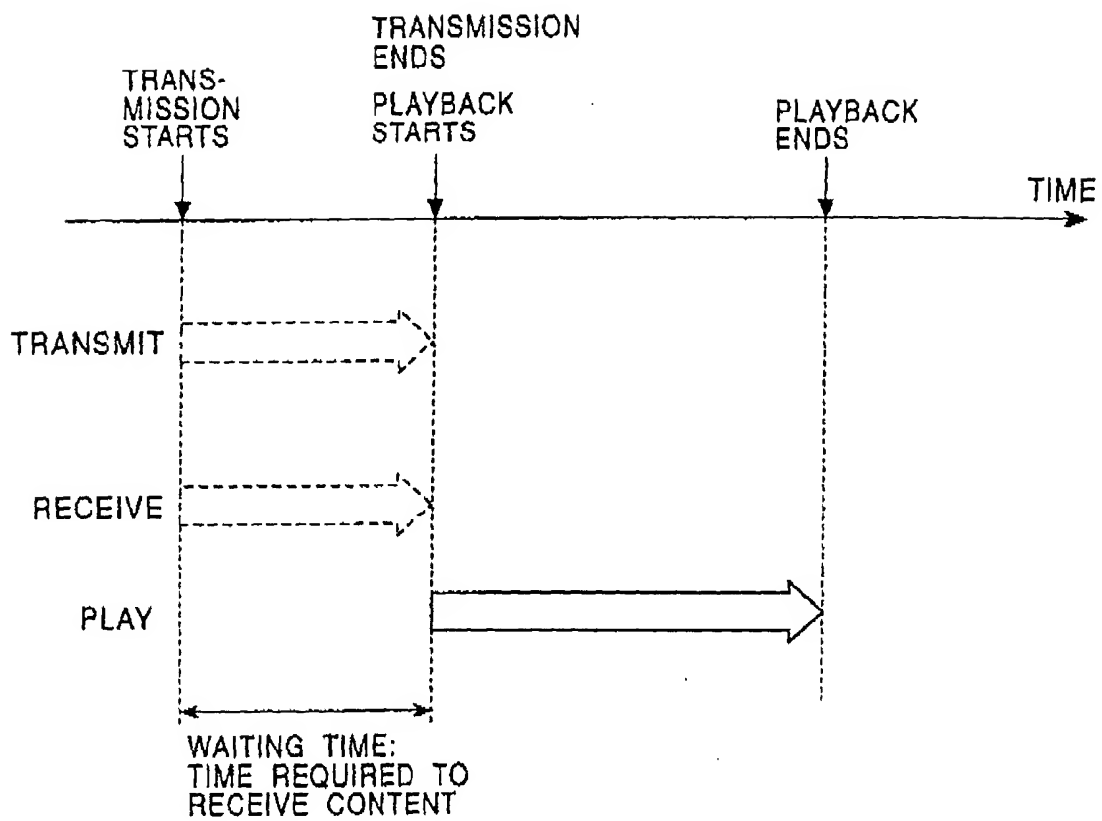 TRANS-
MISSION
STARTS
TRANSMISSION
ENDS
PLAYBACK
STARTS
PLAYBACK
ENDS
TIME
TRANSMIT
RECEIVE
PLAY
WAITING TIME:
TIME REQUIRED TO
RECEIVE CONTENT